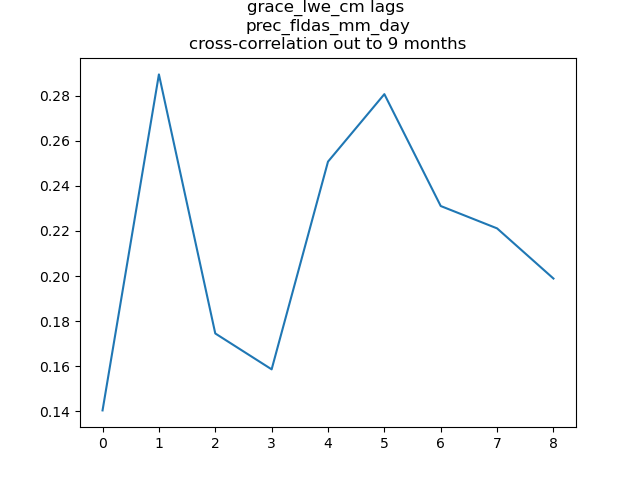 grace_lwe_cm lags
prec_fldas_mm_day
cross-correlation out to 9 months
0.28
0.26
0.24
0.22
0.20
0.18
0.16
0.14
0 1 2 3 4 5 6 7 8